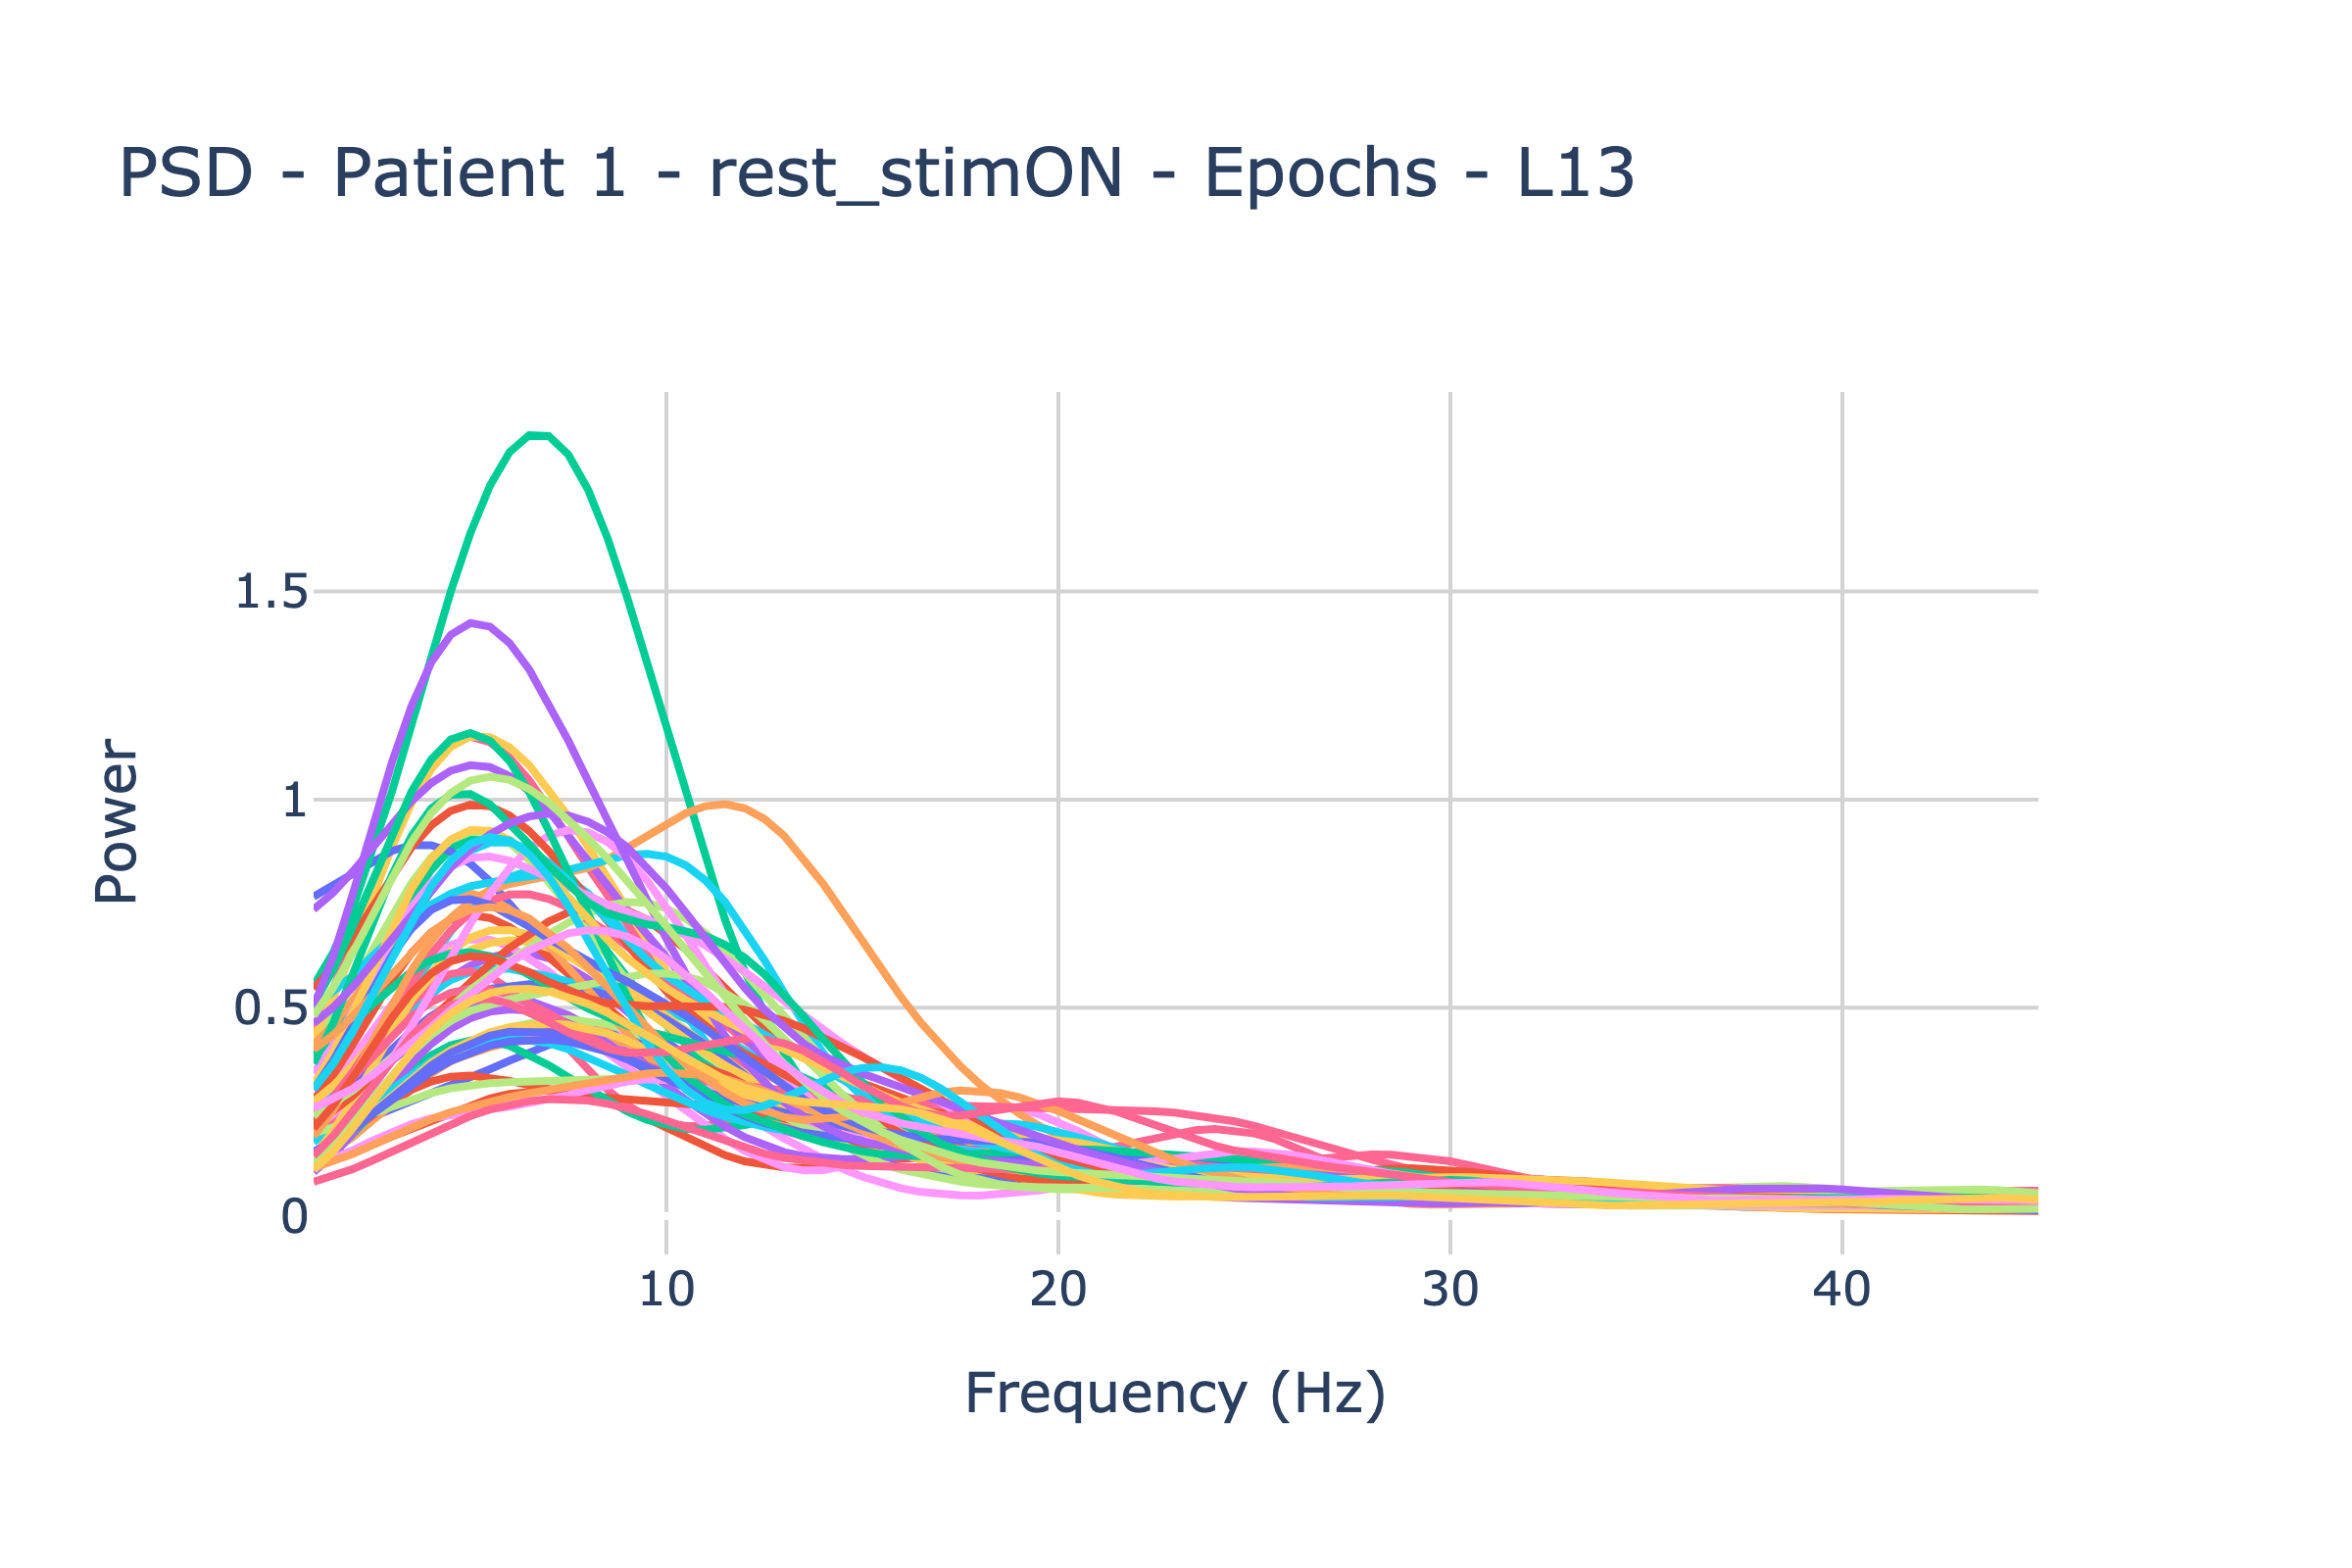 PSD - Patient 1 - rest_stimON - Epochs - L13
1.5
1
0.5
0
Power
10 20 30 40
Frequency (Hz)